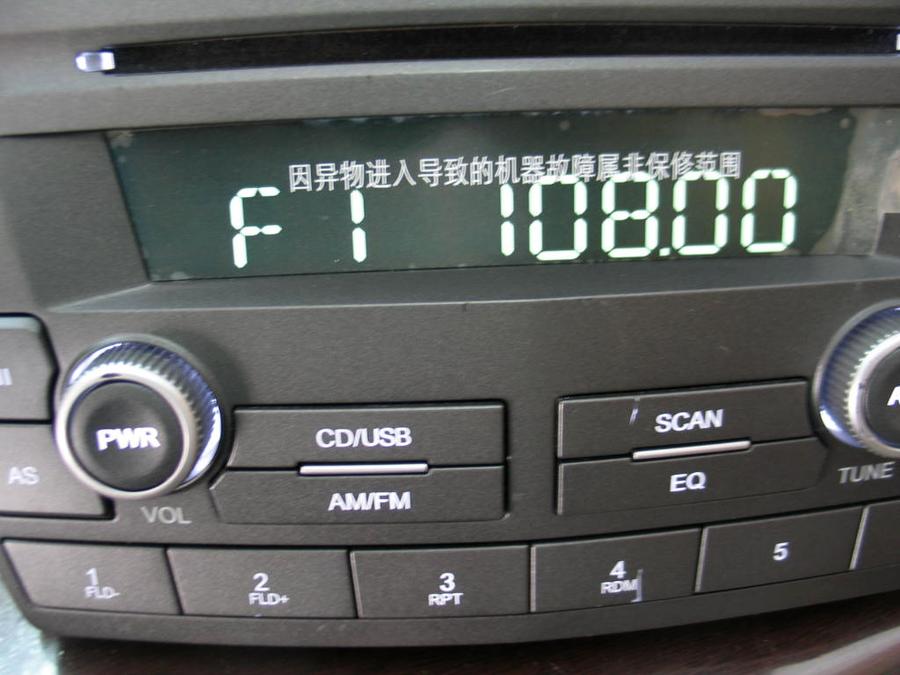 因异物进入导致的机器故障属非保修范围
F1 108.00
PWR
VOL
CD/USB
AM/FM
SCAN
EQ
TUNE
AS
1
FLD-
2
FLD+
3
RPT
4
RDM
5